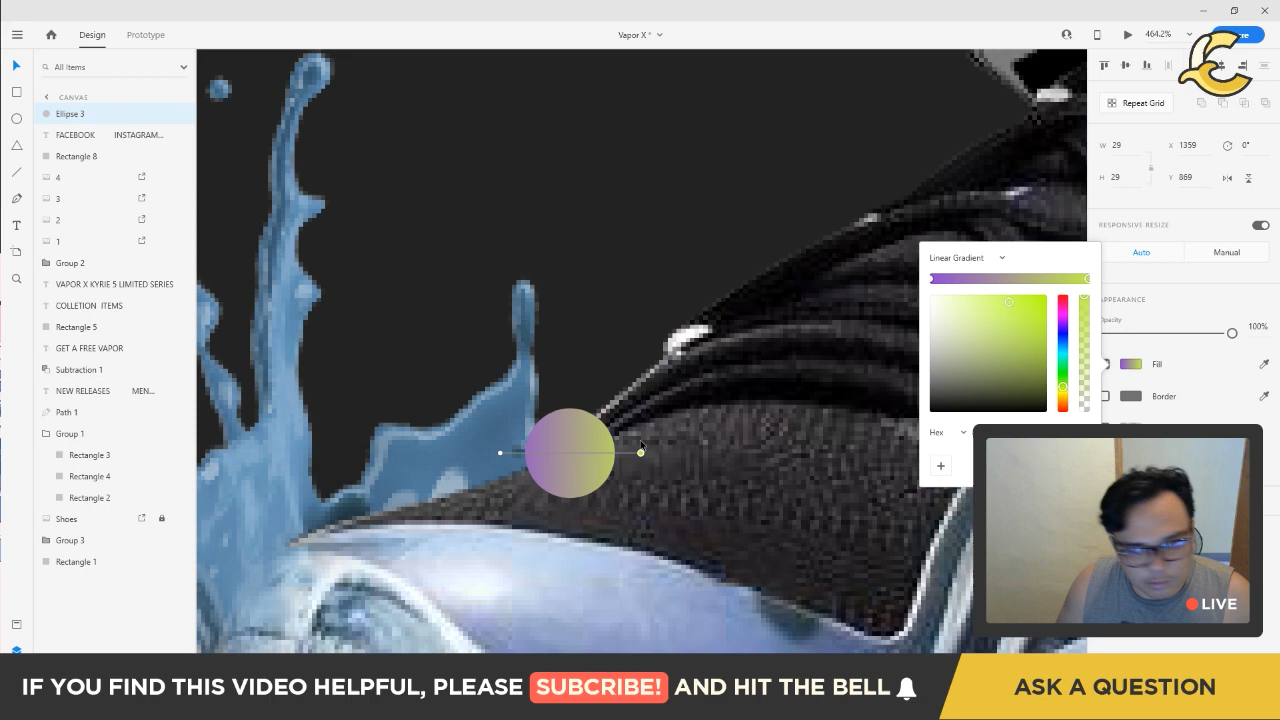 Design
Prototype
Vapor X *
464.2%
All Items
CANVAS
Ellipse 3
FACEBOOK INSTAGRAM...
Rectangle 8
4
3
2
1
Group 2
VAPOR X KYRIE 5 LIMITED SERIES
COLLETION ITEMS
Rectangle 5
GET A FREE VAPOR
Subtraction 1
NEW RELEASES MEN...
Path 1
Group 1
Rectangle 3
Rectangle 4
Rectangle 2
Shoes
Group 3
Rectangle 1
Repeat Grid
W 29 X 1359 0°
H 29 Y 869
RESPONSIVE RESIZE
Auto Manual
APPEARANCE
Opacity
100%
Fill
Border
Linear Gradient
Hex
LIVE
IF YOU FIND THIS VIDEO HELPFUL, PLEASE SUBCRIBE! AND HIT THE BELL
ASK A QUESTION